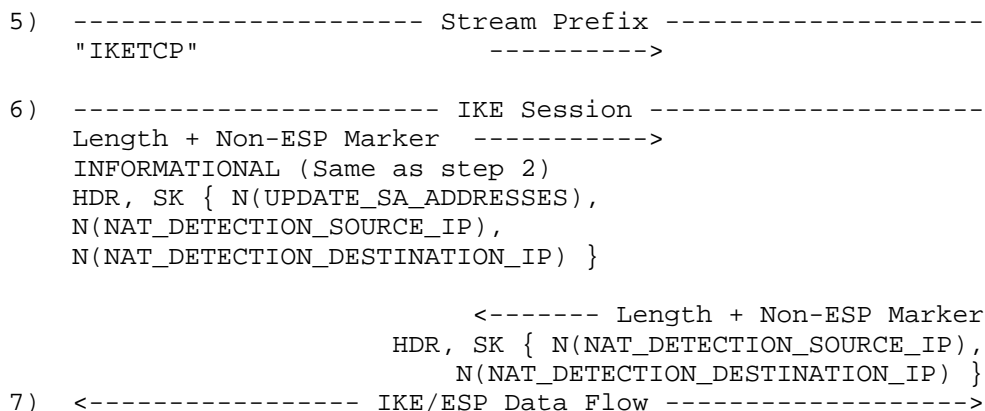 5)  ---------------------- Stream Prefix --------------------
    "IKETCP"                 ---------->
6)  ----------------------- IKE Session ---------------------
    Length + Non-ESP Marker  ----------->
    INFORMATIONAL (Same as step 2)
    HDR, SK { N(UPDATE_SA_ADDRESSES),
    N(NAT_DETECTION_SOURCE_IP),
    N(NAT_DETECTION_DESTINATION_IP) }
                             <------- Length + Non-ESP Marker
                        HDR, SK { N(NAT_DETECTION_SOURCE_IP),
                            N(NAT_DETECTION_DESTINATION_IP) }
7)  <----------------- IKE/ESP Data Flow ------------------->